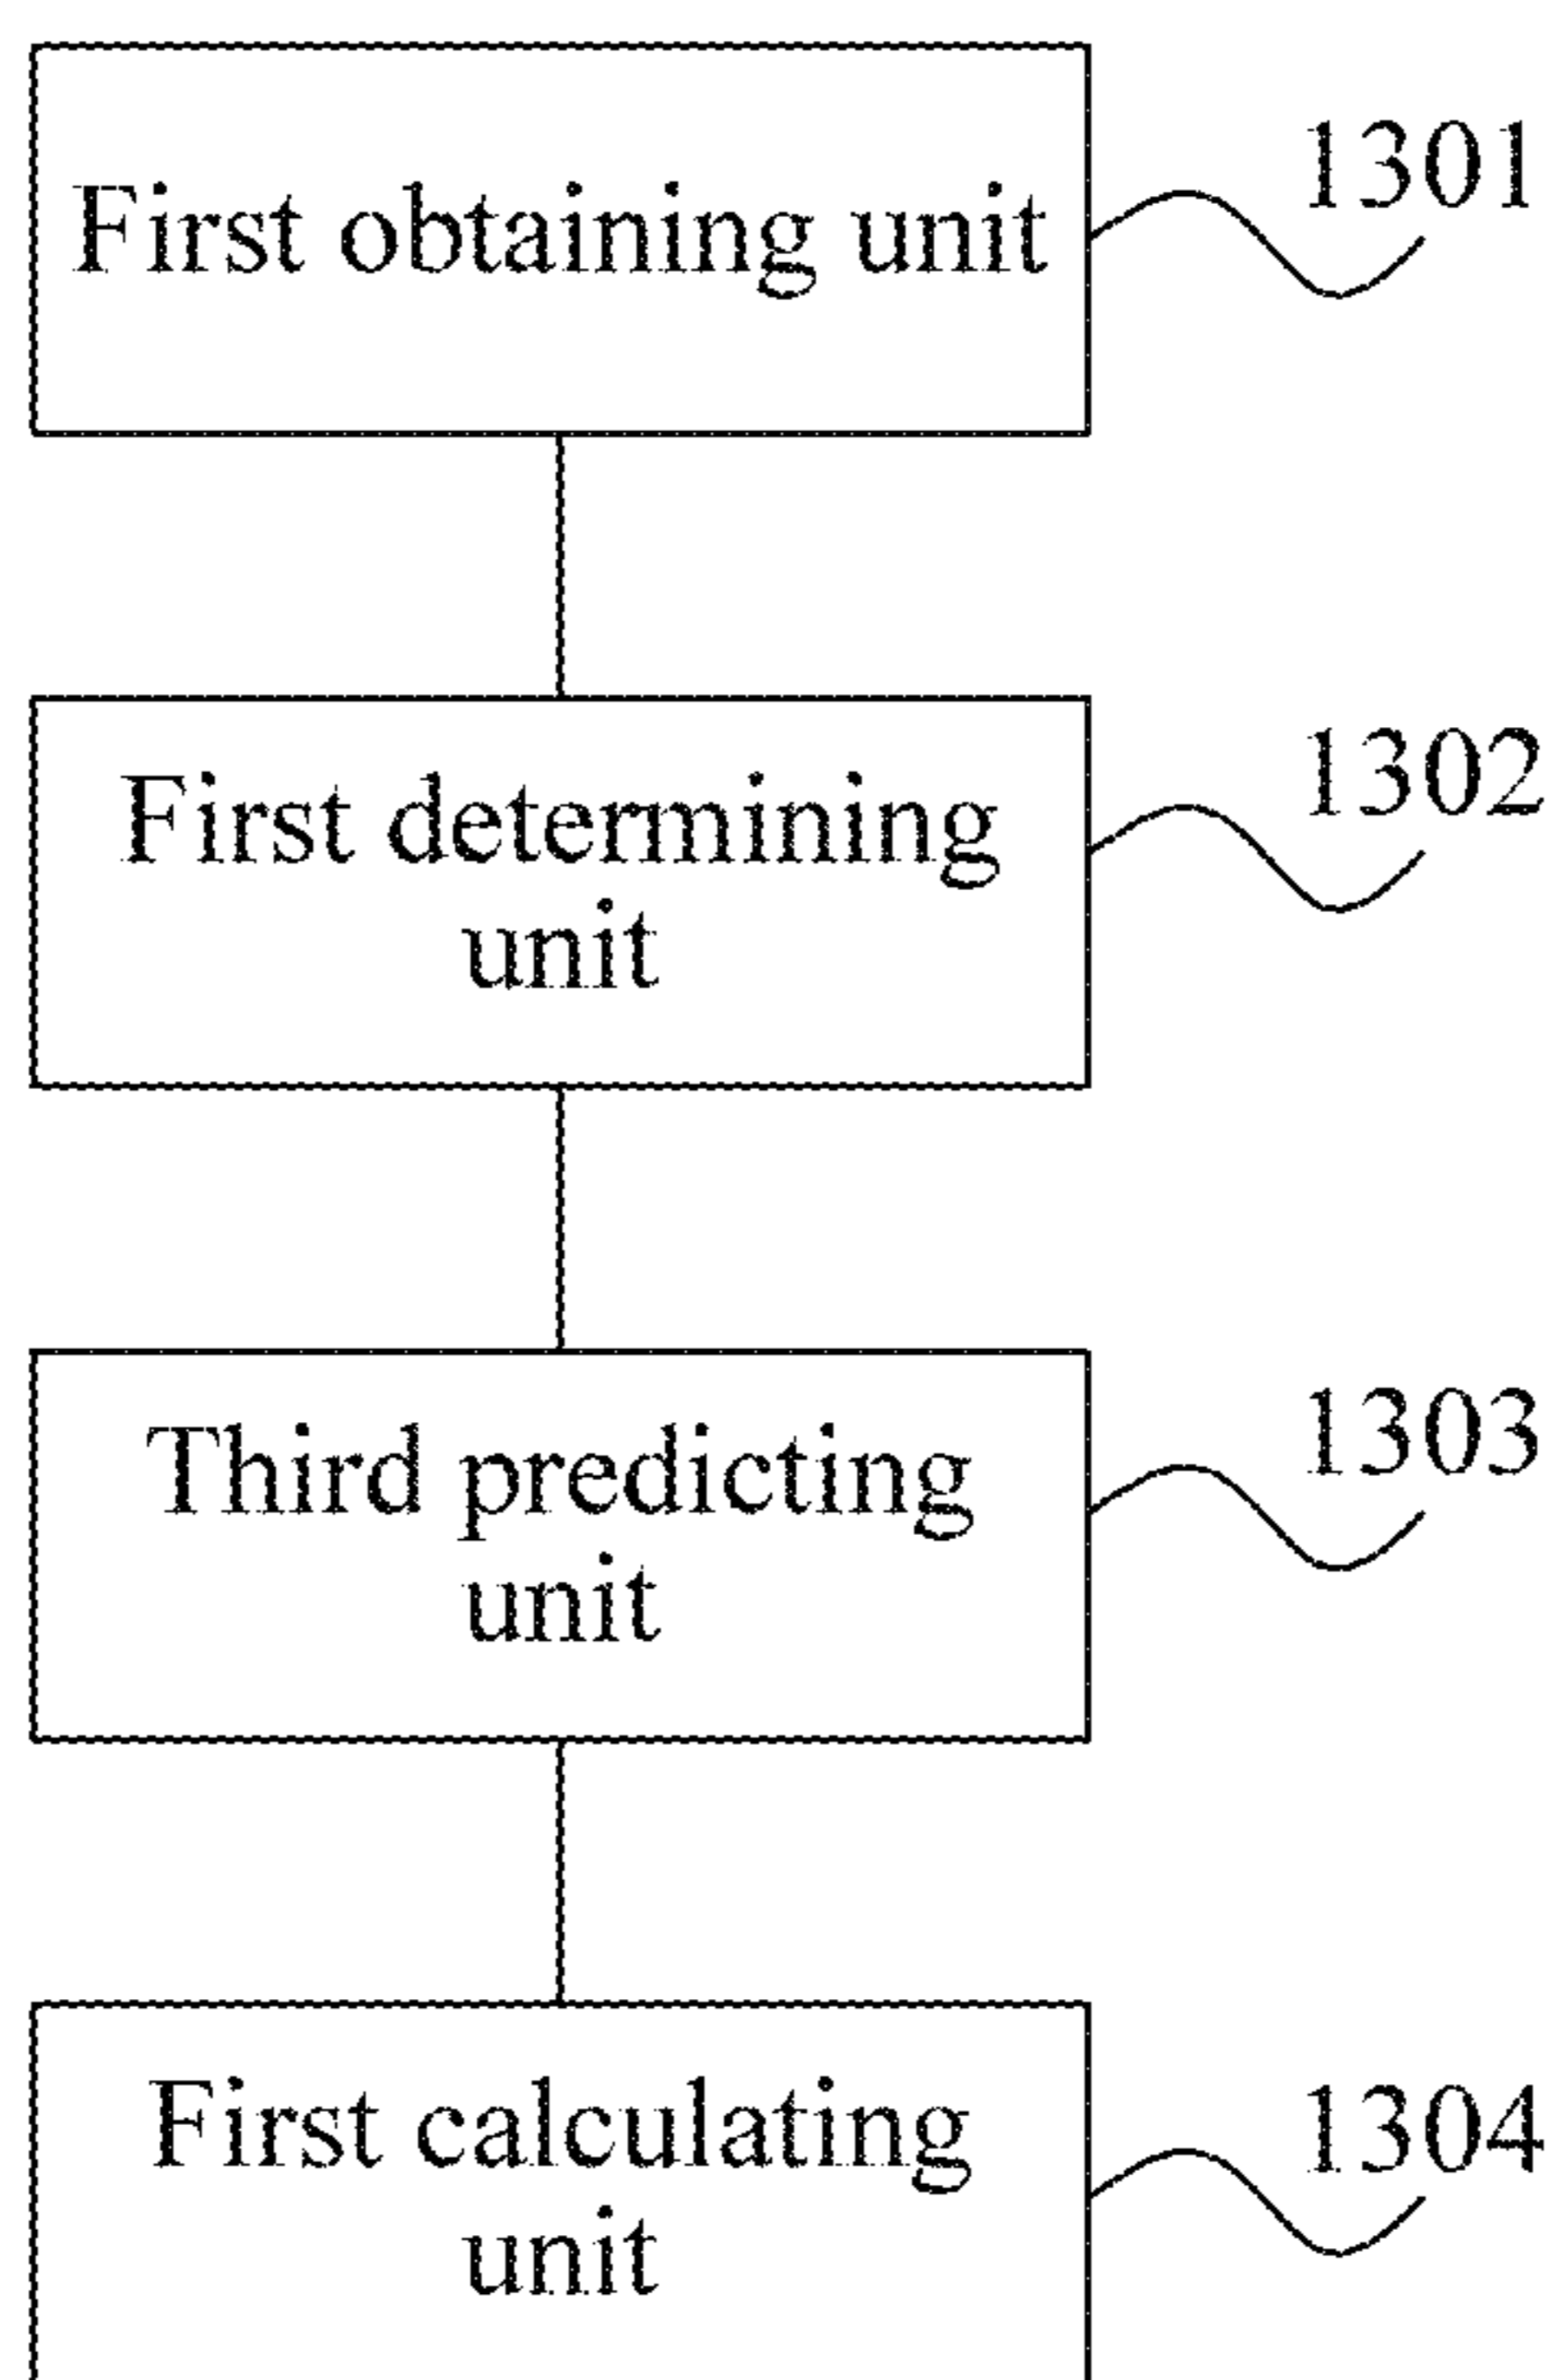 First obtaining unit
1301
First determining
unit
1302
Third predicting
unit
1303
First calculating
unit
1304